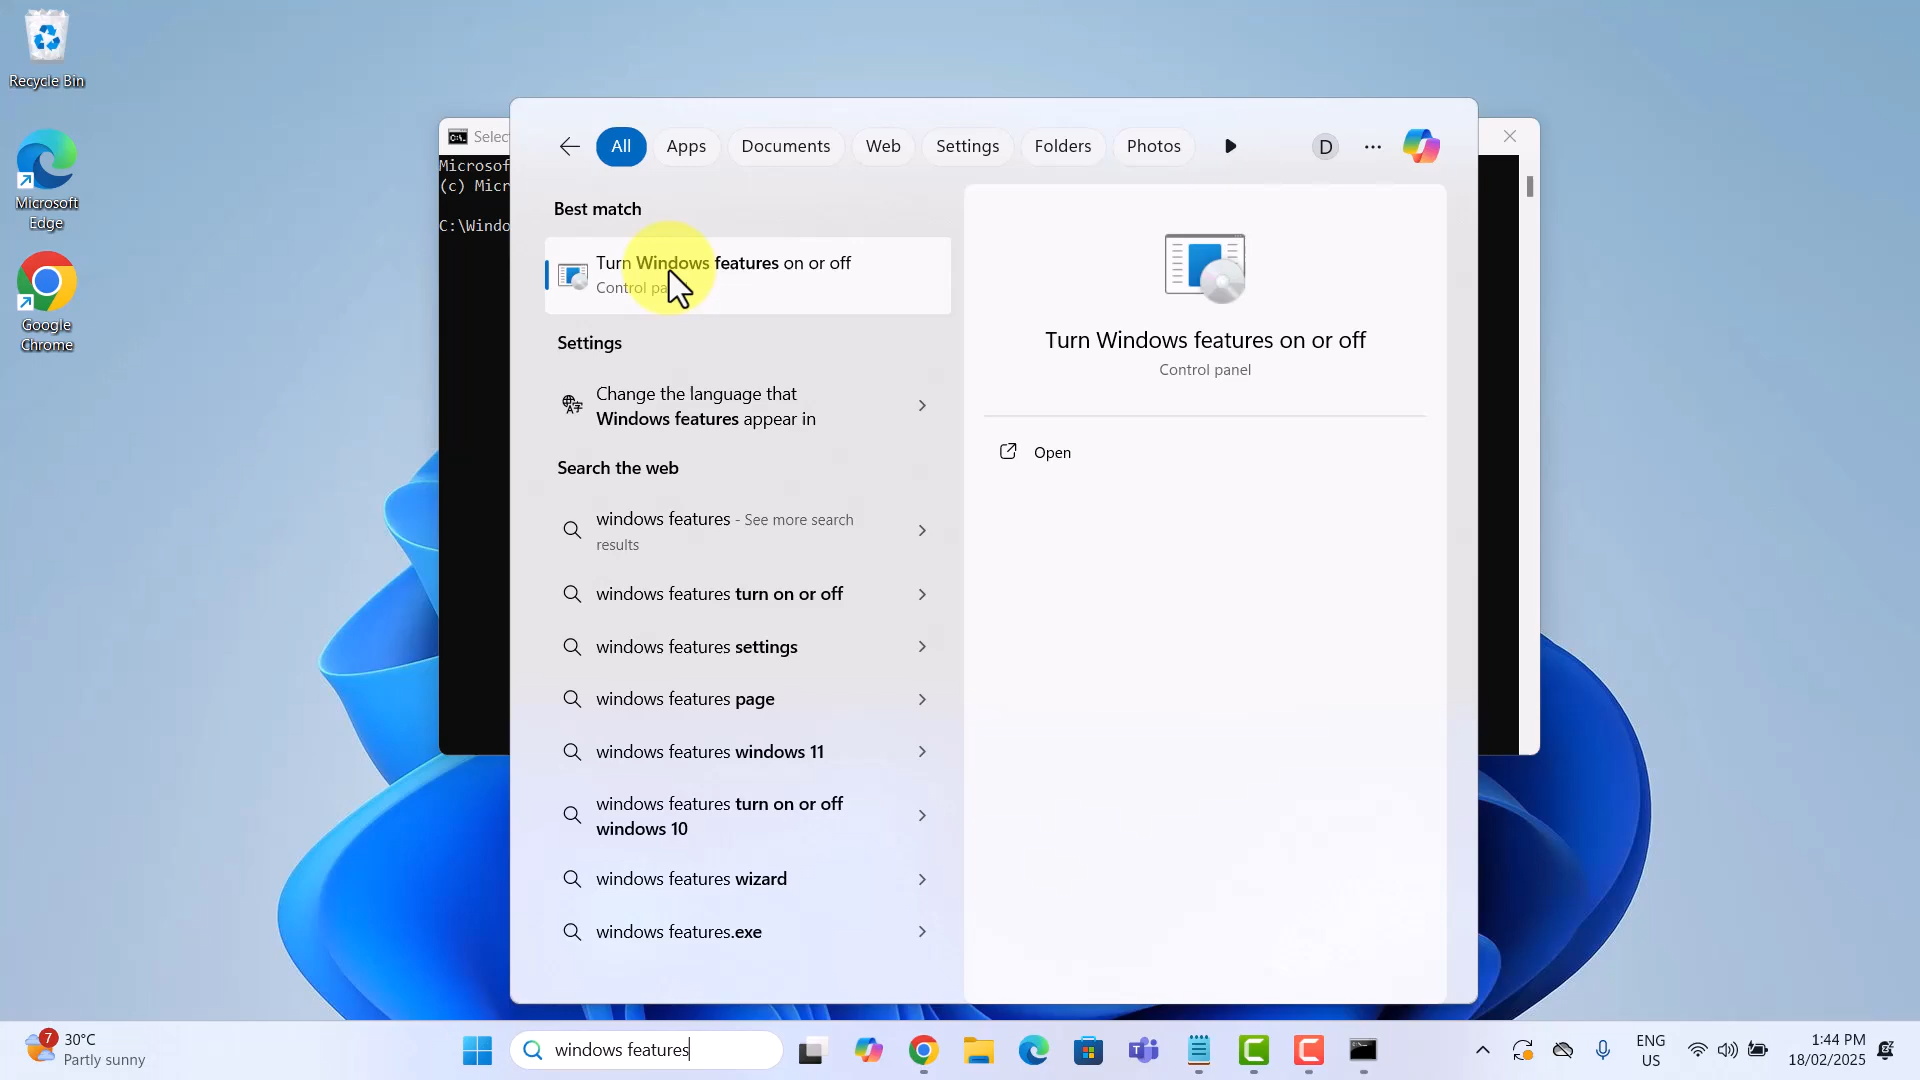 Recycle Bin
Microsoft
Edge
Google
Chrome
Selec
Microsof
(c) Micr
C:\Windo
All
Apps
Documents
Web
Settings
Folders
Photos
D
Best match
Turn Windows features on or off
Control pa
Settings
Change the language that
Windows features appear in
Search the web
windows features - See more search
results
windows features turn on or off
windows features settings
windows features page
windows features windows 11
windows features turn on or off
windows 10
windows features wizard
windows features.exe
Turn Windows features on or off
Control panel
Open
7
30°C
Partly sunny
windows features
ENG
US
1:44 PM
18/02/2025